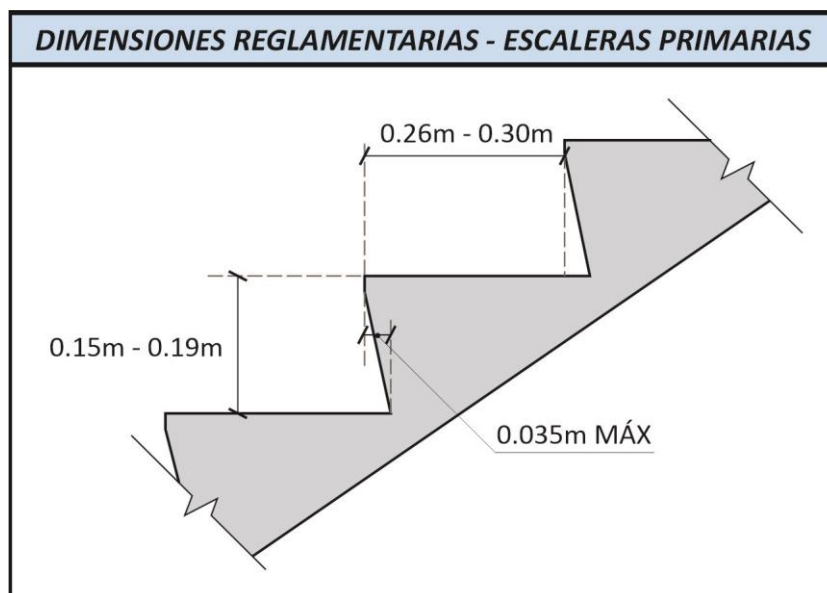 DIMENSIONES REGLAMENTARIAS - ESCALERAS PRIMARIAS
0.26m - 0.30m
0.15m - 0.19m
0.035m MÁX